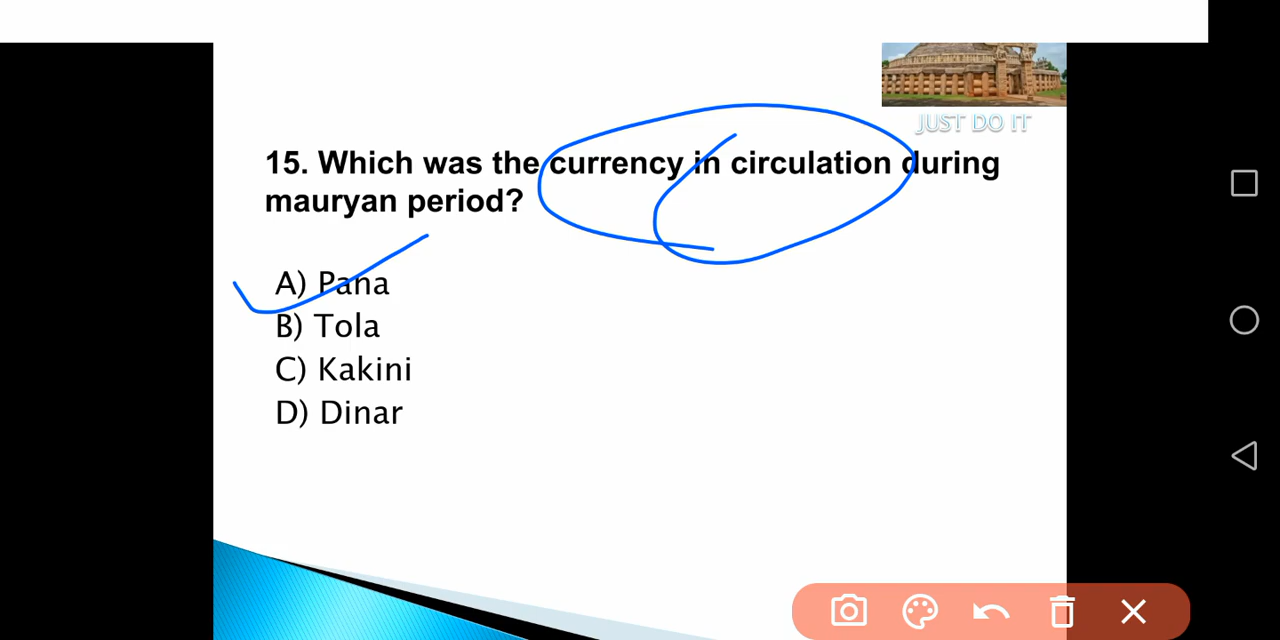 JUST DO IT
15. Which was the currency in circulation during
mauryan period?
A) Pana
B) Tola
C) Kakini
D) Dinar